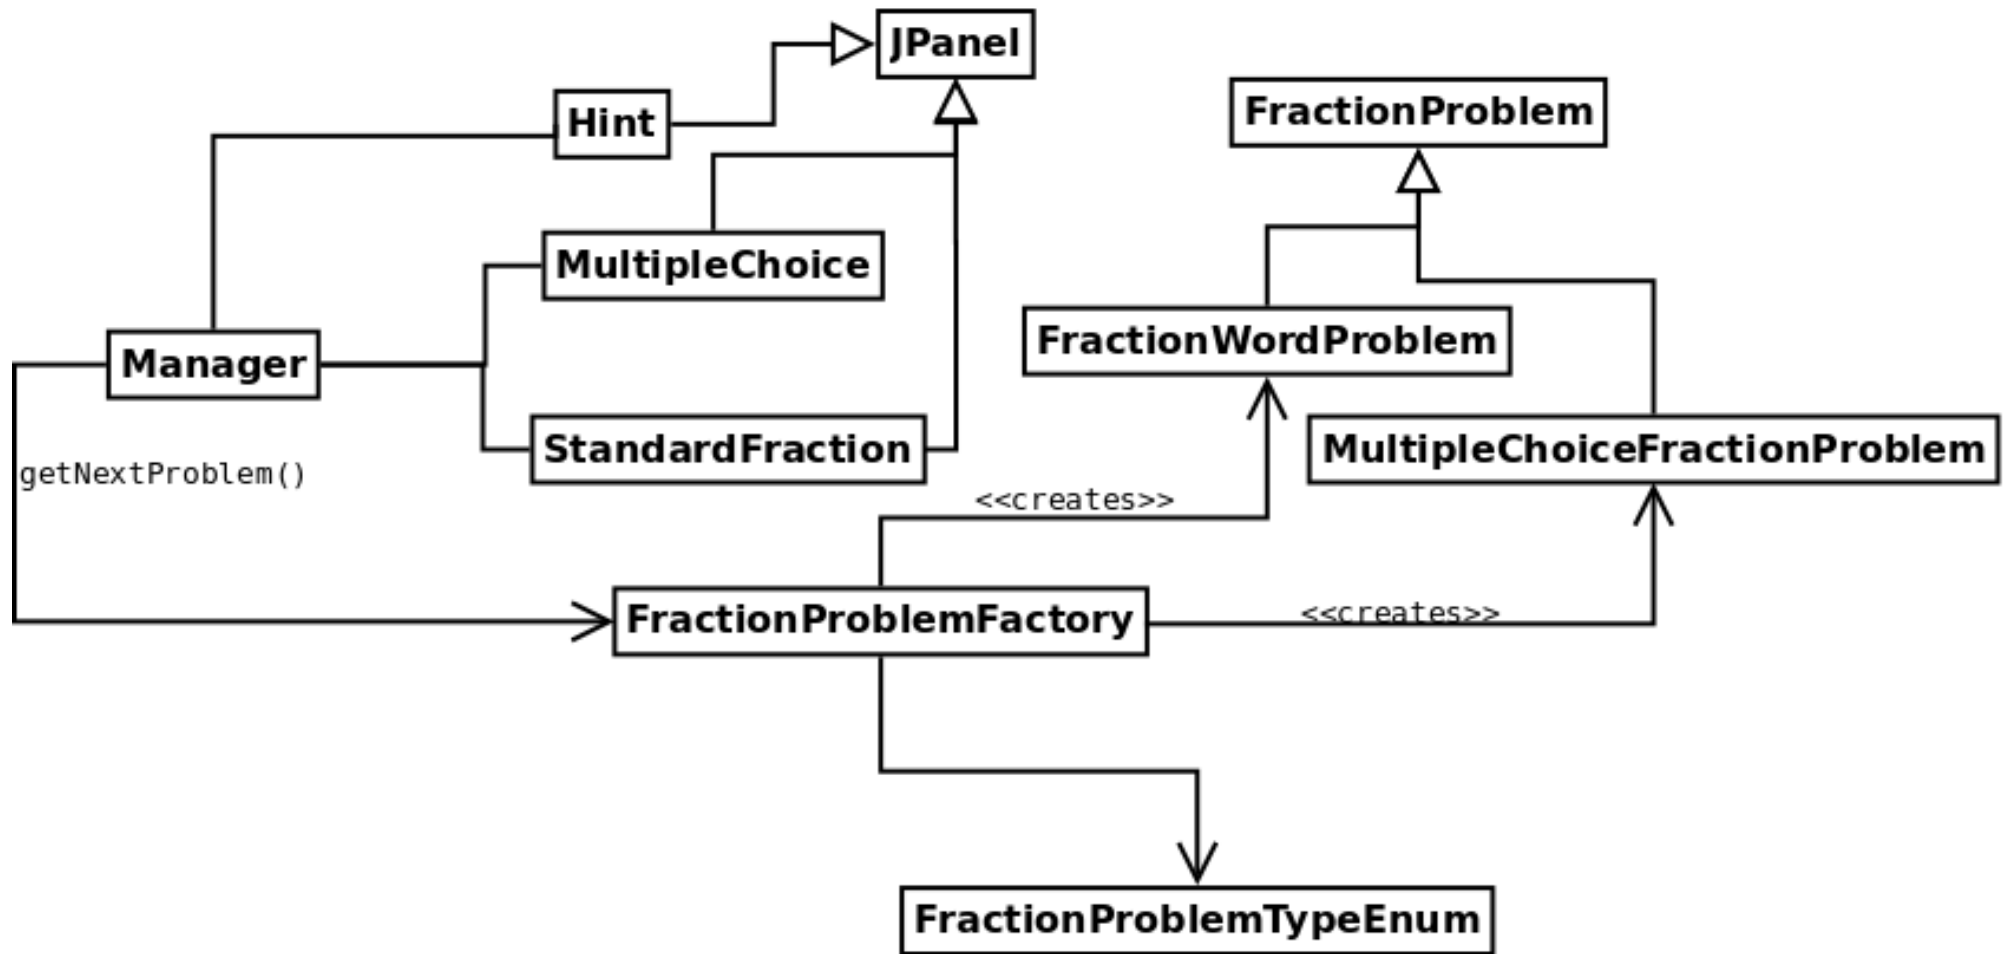 JPanel
FractionProblem
Hint
MultipleChoice
FractionWordProblem
Manager
StandardFraction
MultipleChoiceFractionProblem
getNextProblem()
<<creates>>
FractionProblemFactory
<<creates>>
FractionProblemTypeEnum